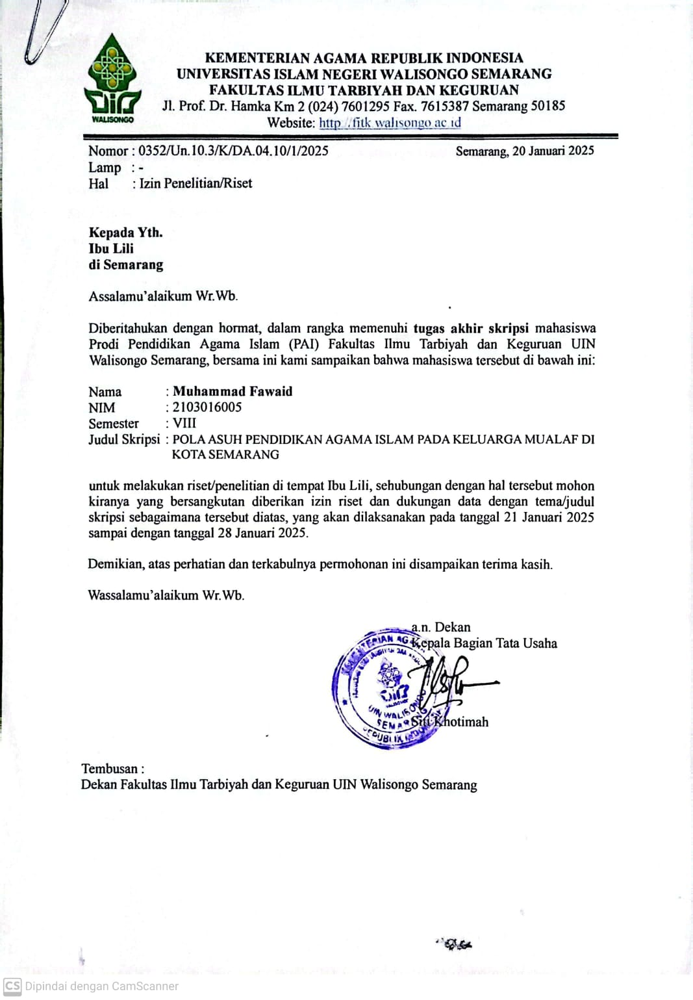 KEMENTERIAN AGAMA REPUBLIK INDONESIA
UNIVERSITAS ISLAM NEGERI WALISONGO SEMARANG
FAKULTAS ILMU TARBIYAH DAN KEGURUAN
Jl. Prof. Dr. Hamka Km 2 (024) 7601295 Fax. 7615387 Semarang 50185
WALISONGO
Website: http://fitk.walisongo.ac.id
Nomor : 0352/Un.10.3/K/DA.04.10/1/2025 Semarang, 20 Januari 2025
Lamp : -
Hal : Izin Penelitian/Riset
Kepada Yth.
Ibu Lili
di Semarang
Assalamu'alaikum Wr.Wb.
Diberitahukan dengan hormat, dalam rangka memenuhi tugas akhir skripsi mahasiswa
Prodi Pendidikan Agama Islam (PAI) Fakultas Ilmu Tarbiyah dan Keguruan UIN
Walisongo Semarang, bersama ini kami sampaikan bahwa mahasiswa tersebut di bawah ini:
Nama : Muhammad Fawaid
NIM : 2103016005
Semester : VIII
Judul Skripsi : POLA ASUH PENDIDIKAN AGAMA ISLAM PADA KELUARGA MUALAF DI
KOTA SEMARANG
untuk melakukan riset/penelitian di tempat Ibu Lili, sehubungan dengan hal tersebut mohon
kiranya yang bersangkutan diberikan izin riset dan dukungan data dengan tema/judul
skripsi sebagaimana tersebut diatas, yang akan dilaksanakan pada tanggal 21 Januari 2025
sampai dengan tanggal 28 Januari 2025.
Demikian, atas perhatian dan terkabulnya permohonan ini disampaikan terima kasih.
Wassalamu'alaikum Wr.Wb.
a.n. Dekan
Kepala Bagian Tata Usaha
UIN WALISONGO
SEMARANG
REPUBLIK INDONESIA
Siti Khotimah
Tembusan :
Dekan Fakultas Ilmu Tarbiyah dan Keguruan UIN Walisongo Semarang
CS Dipindai dengan CamScanner